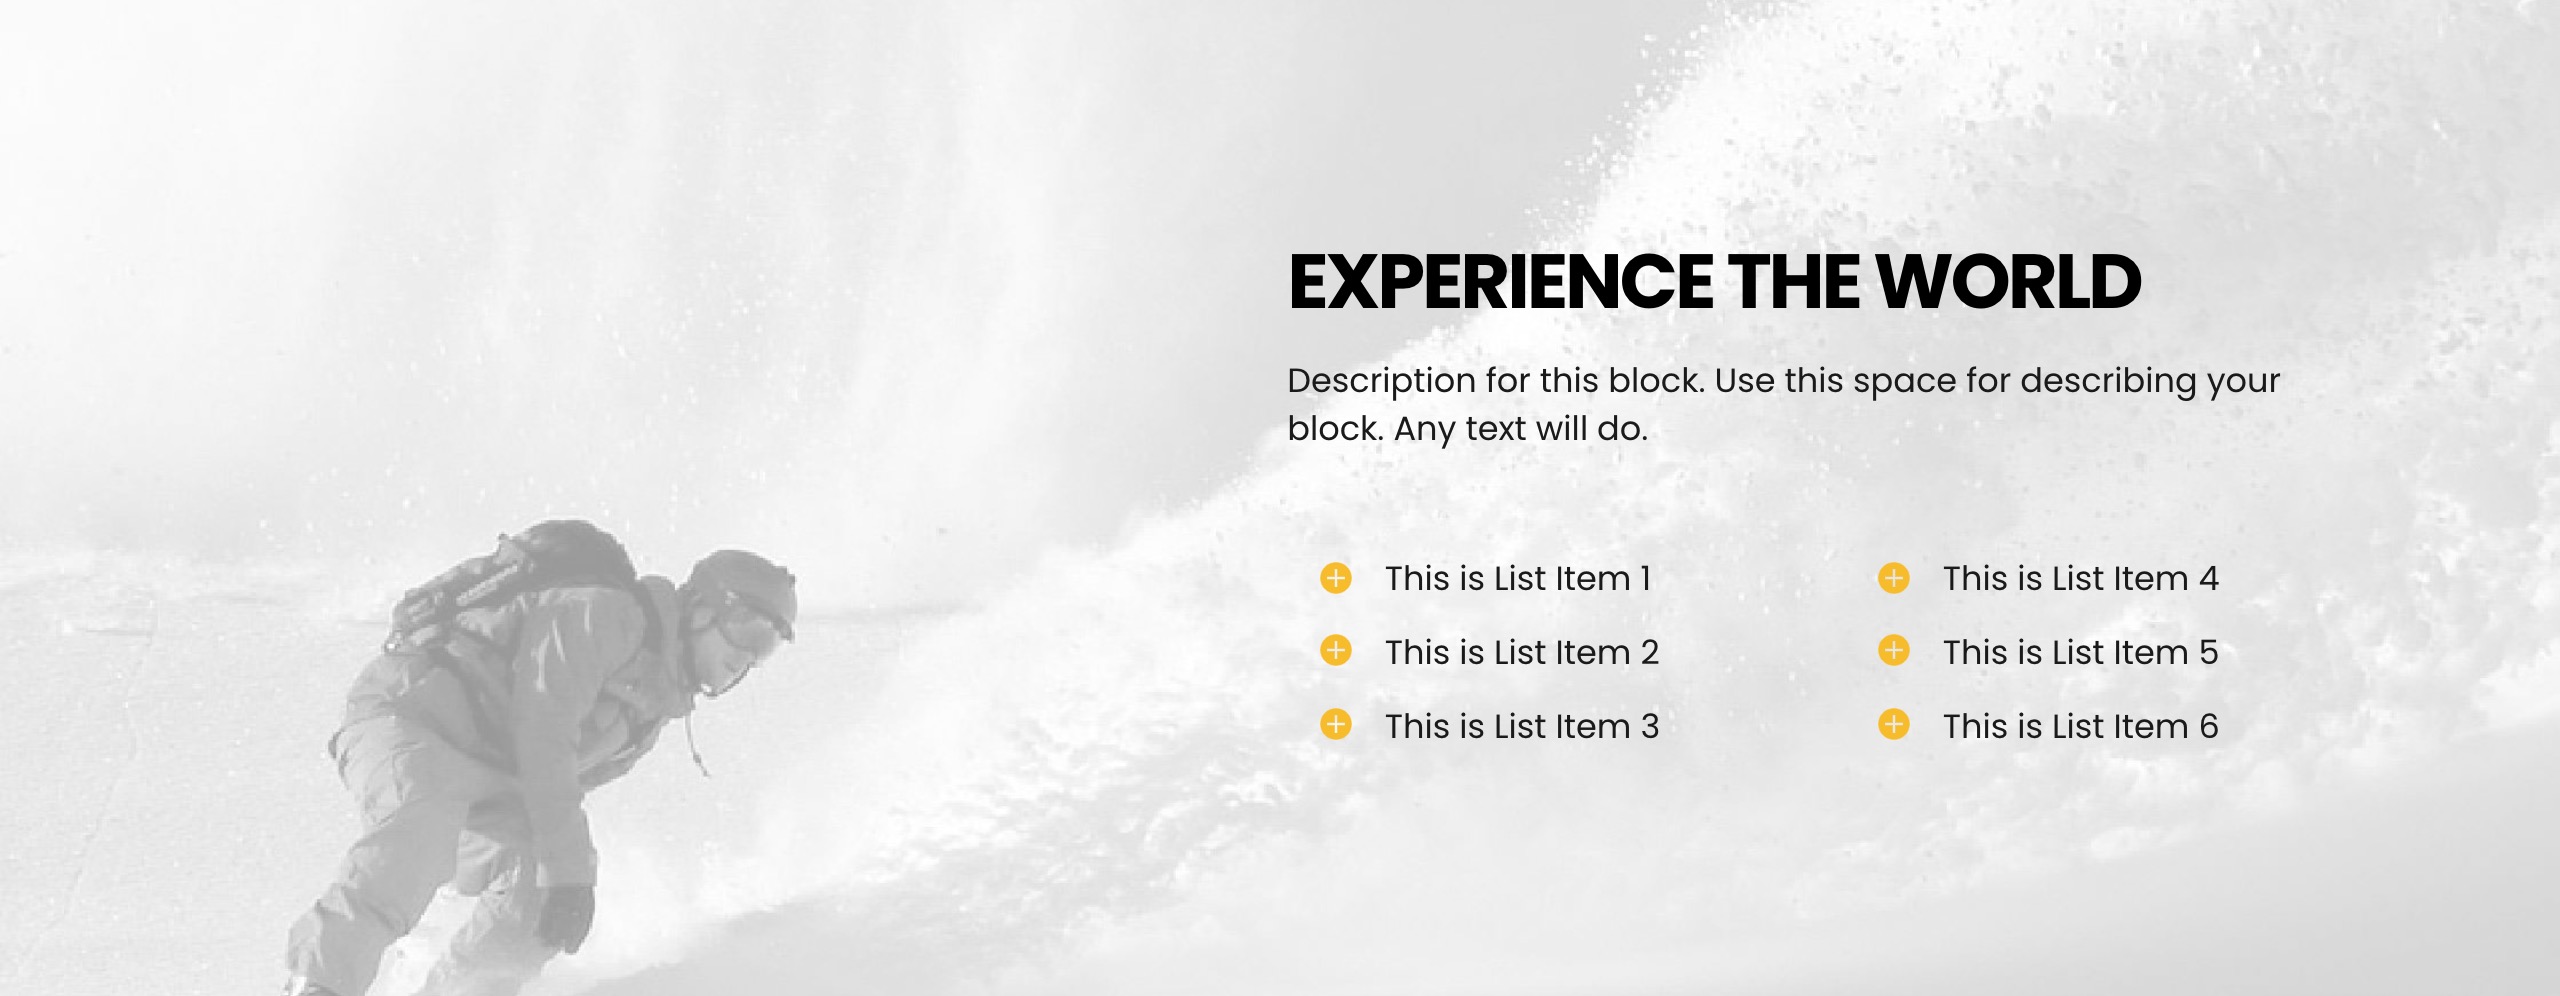 EXPERIENCE THE WORLD
Description for this block. Use this space for describing your
block. Any text will do.
This is List Item 1
This is List Item 2
This is List Item 3
This is List Item 4
This is List Item 5
This is List Item 6